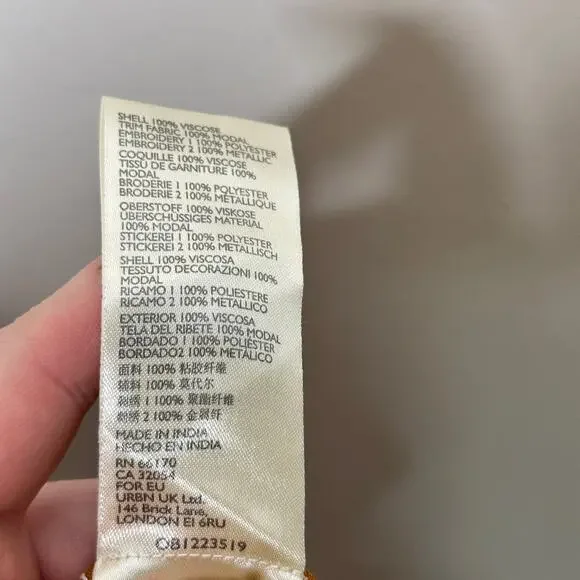 SHELL 100% VISCOSE
TRIM FABRIC 100% MODAL
EMBROIDERY 1 100% POLYESTER
EMBROIDERY 2 100% METALLIC
COQUILLE 100% VISCOSE
TISSU DE GARNITURE 100%
MODAL
BRODERIE 1 100% POLYESTER
BRODERIE 2 100% MÉTALLIQUE
OBERSTOFF 100% VISKOSE
ÜBERSCHÜSSIGES MATERIAL
100% MODAL
STICKEREI 1 100% POLYESTER
STICKEREI 2 100% METALLISCH
SHELL 100% VISCOSA
TESSUTO DECORAZIONI 100%
MODAL
RICAMO 1 100% POLIESTERE
RICAMO 2 100% METALLICO
EXTERIOR 100% VISCOSA
TELA DEL RIBETE 100% MODAL
BORDADO 1 100% POLIÉSTER
BORDADO2 100% METÁLICO
面料 100% 粘胶纤维
辅料 100% 莫代尔
刺绣 1 100% 聚酯纤维
刺绣 2 100% 金属纤维
MADE IN INDIA
HECHO EN INDIA
RN 66170
CA 32054
FOR EU
URBN UK Ltd.
146 Brick Lane,
LONDON E1 6RU
OB1223519